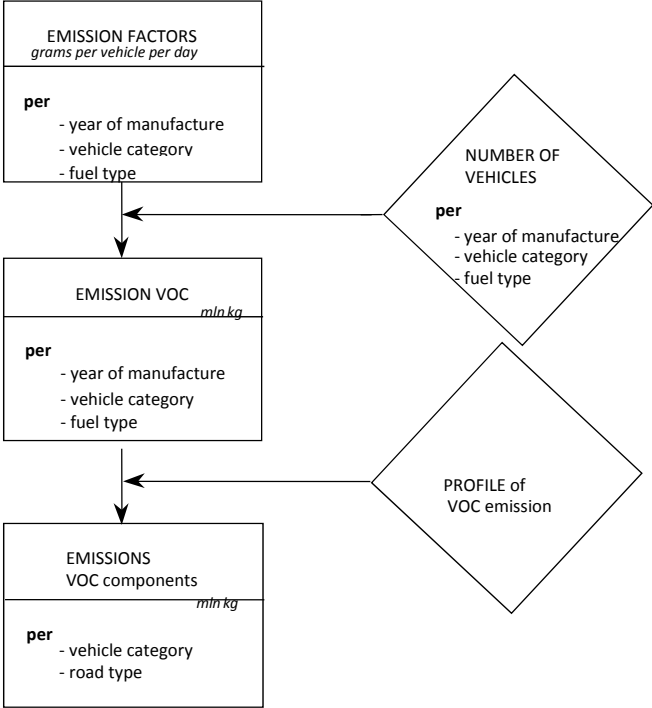 EMISSION FACTORS
grams per vehicle per day
per
- year of manufacture
- vehicle category
- fuel type
NUMBER OF
VEHICLES
per
- year of manufacture
- vehicle category
- fuel type
EMISSION VOC
mln kg
per
- year of manufacture
- vehicle category
- fuel type
PROFILE of
VOC emission
EMISSIONS
VOC components
mln kg
per
- vehicle category
- road type